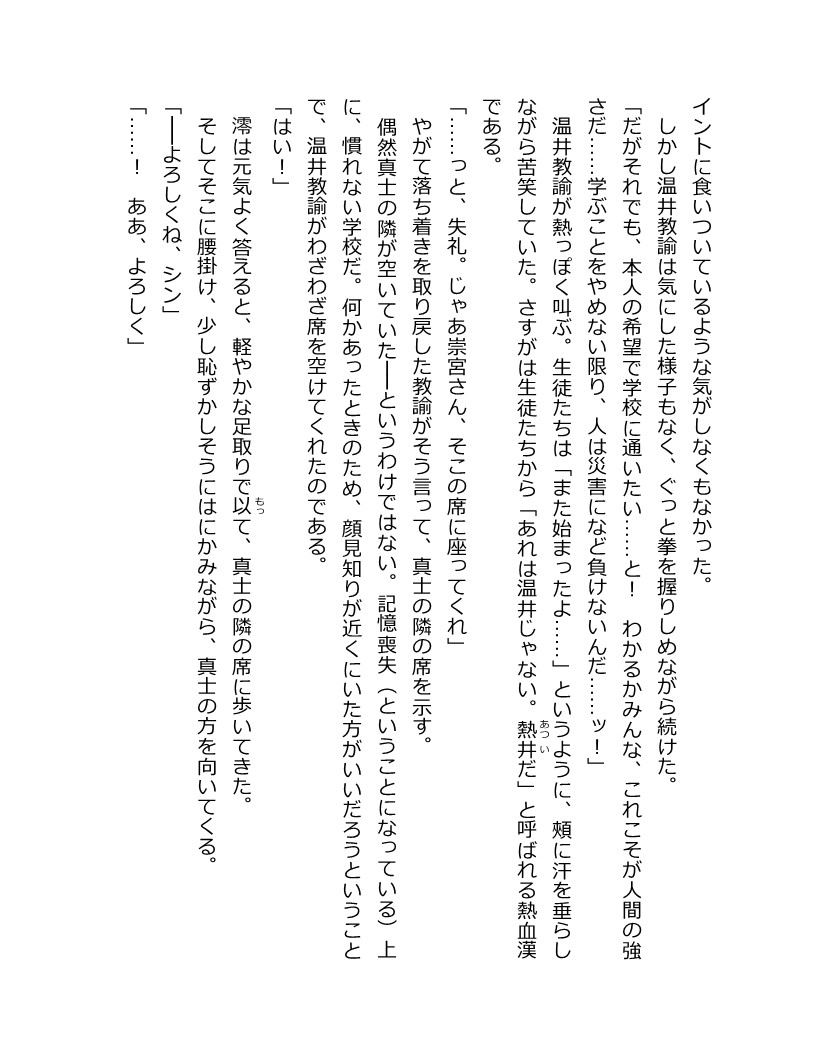 イントに食いついているような気がしなくもなかった。
　しかし温井教諭は気にした様子もなく、ぐっと拳を握りしめながら続けた。
「だがそれでも、本人の希望で学校に通いたい……と！　わかるかみんな、これこそが人間の強
さだ……学ぶことをやめない限り、人は災害になど負けないんだ……ッ！」
　温井教諭が熱っぽく叫ぶ。生徒たちは「また始まったよ……」というように、頰に汗を垂らし
ながら苦笑していた。さすがは生徒たちから「あれは温井じゃない。熱井だ」と呼ばれる熱血漢
である。
「……っと、失礼。じゃあ崇宮さん、そこの席に座ってくれ」
　やがて落ち着きを取り戻した教諭がそう言って、真士の隣の席を示す。
　偶然真士の隣が空いていた──というわけではない。記憶喪失（ということになっている）上
に、慣れない学校だ。何かあったときのため、顔見知りが近くにいた方がいいだろうということ
で、温井教諭がわざわざ席を空けてくれたのである。
「はい！」
　澪は元気よく答えると、軽やかな足取りで以て、真士の隣の席に歩いてきた。
　そしてそこに腰掛け、少し恥ずかしそうにはにかみながら、真士の方を向いてくる。
「──よろしくね、シン」
「……！　ああ、よろしく」